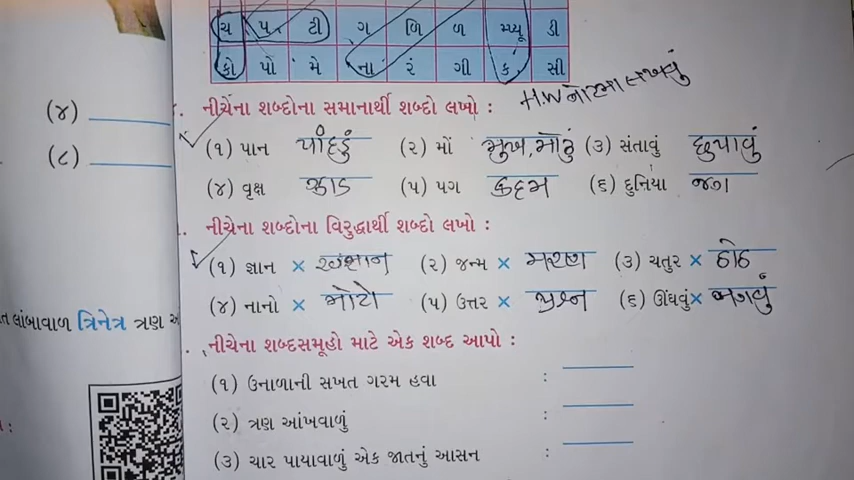 ચ પ ટી ગ ળિ ળ મ્યૂ ડી
ફો પો મે ના રં ગી ક સી
H.W નોટમા લખવું
નીચેના શબ્દોના સમાનાર્થી શબ્દો લખો :
(૧) પાન પાંદડું (૨) મોં મુખ, મોઢું (૩) સંતાવું છુપાવું
(૪) વૃક્ષ ઝાડ (૫) પગ કદમ (૬) દુનિયા જગ
નીચેના શબ્દોના વિરુદ્ધાર્થી શબ્દો લખો :
(૧) જ્ઞાન × અજ્ઞાન (૨) જન્મ × મરણ (૩) ચતુર × ઠોઠ
(૪) નાનો × મોટો (૫) ઉત્તર × પ્રશ્ન (૬) ઊંઘવું × જાગવું
નીચેના શબ્દસમૂહો માટે એક શબ્દ આપો :
(૧) ઉનાળાની સખત ગરમ હવા :
(૨) ત્રણ આંખવાળું :
(૩) ચાર પાયાવાળું એક જાતનું આસન :
(૪)
(૮)
લાંબાવાળ ત્રિનેત્ર ત્રણ